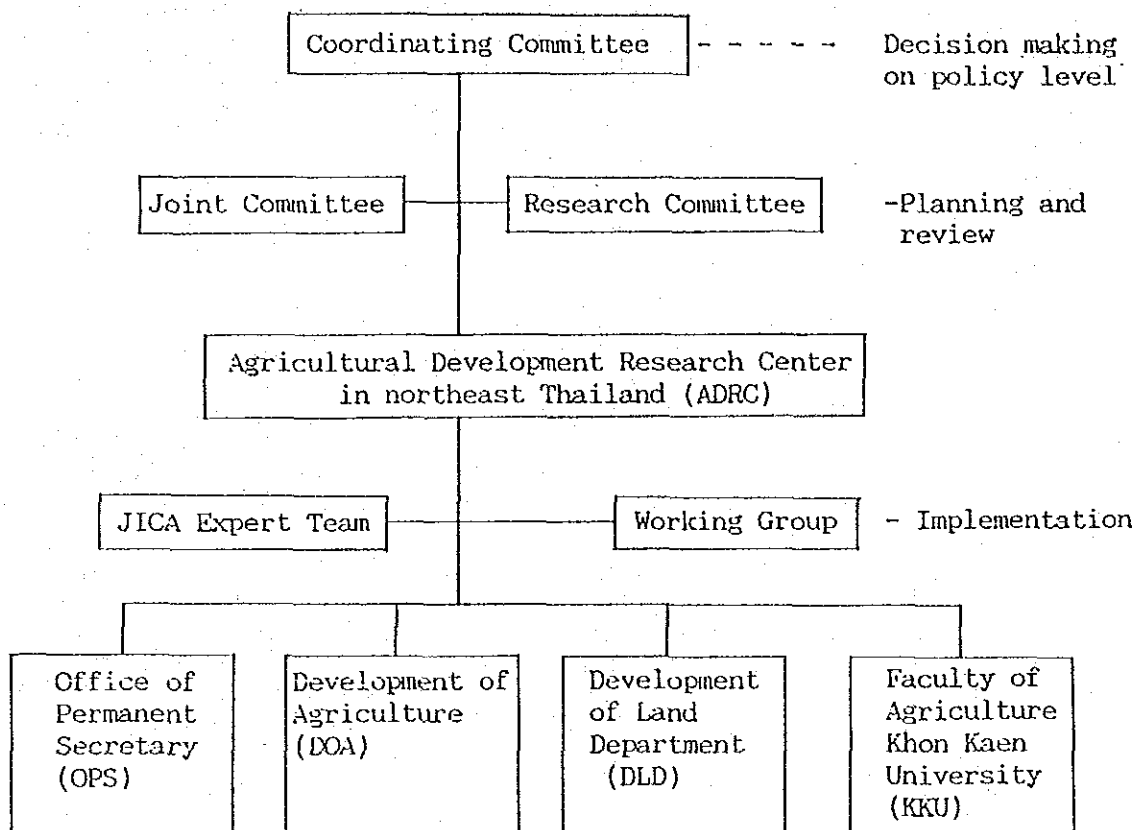 Coordinating Committee - - - - - Decision making
on policy level
Joint Committee
Research Committee
-Planning and
review
Agricultural Development Research Center
in northeast Thailand (ADRC)
JICA Expert Team
Working Group
- Implementation
Office of
Permanent
Secretary
(OPS)
Development of
Agriculture
(DOA)
Development
of Land
Department
(DLD)
Faculty of
Agriculture
Khon Kaen
University
(KKU)